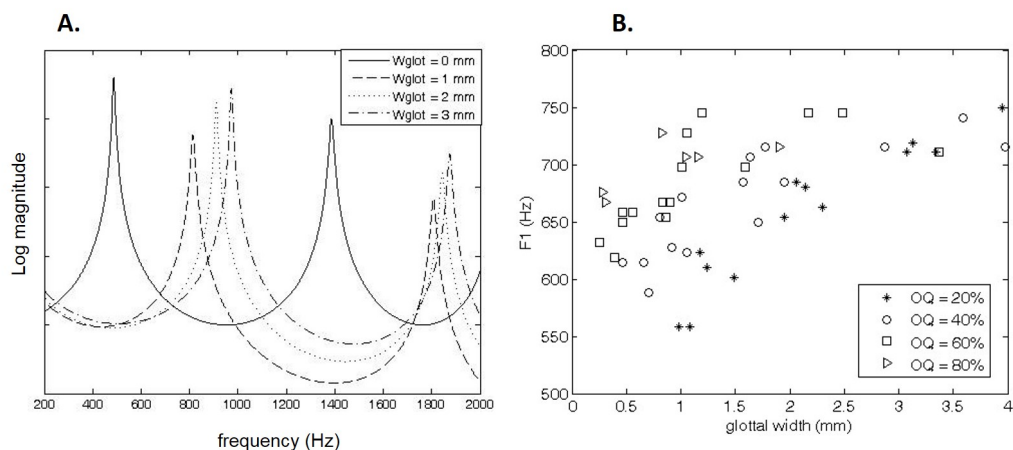 A.
Wglot = 0 mm
Wglot = 1 mm
Wglot = 2 mm
Wglot = 3 mm
Log magnitude
200 400 600 800 1000 1200 1400 1600 1800 2000
frequency (Hz)
B.
800
750
700
650
600
550
500
F1 (Hz)
OQ = 20%
OQ = 40%
OQ = 60%
OQ = 80%
0 0.5 1 1.5 2 2.5 3 3.5 4
glottal width (mm)